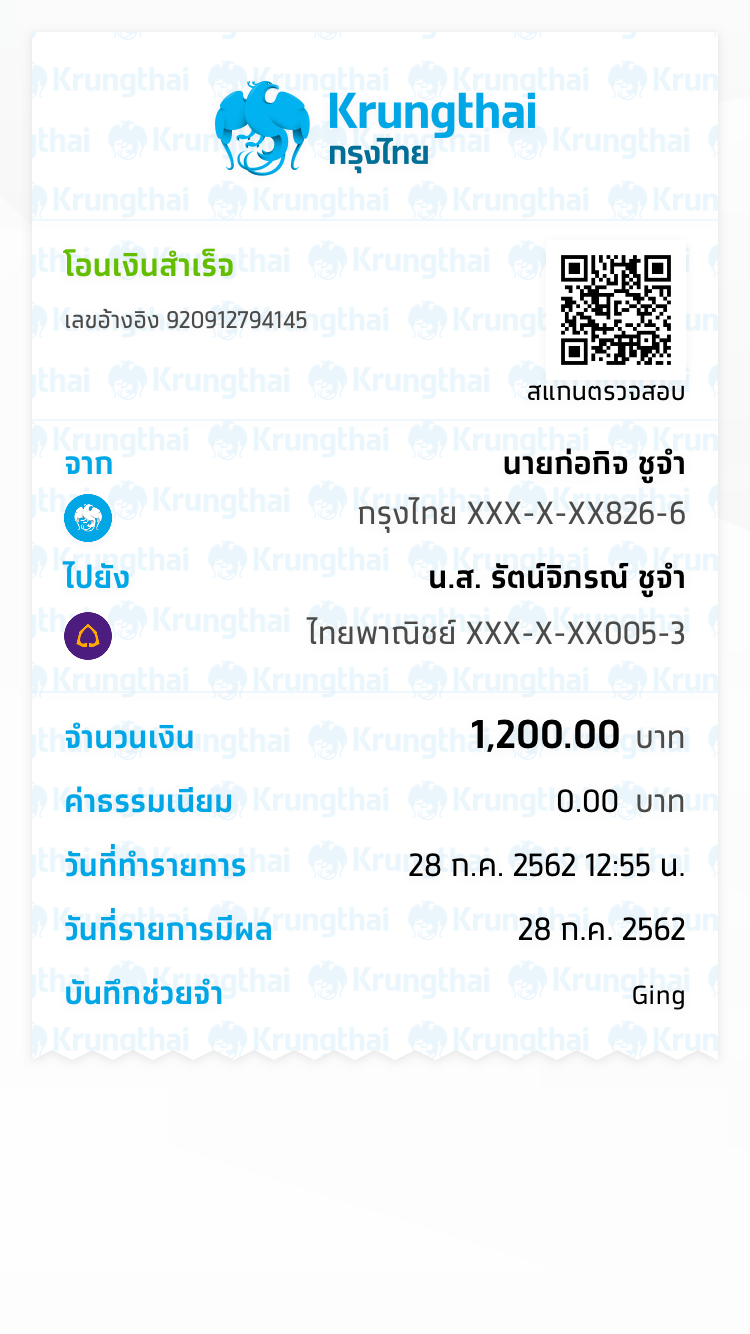 Krungthai
กรุงไทย
โอนเงินสำเร็จ
เลขอ้างอิง 920912794145
สแกนตรวจสอบ
จาก นายก่อกิจ ชูจำ
กรุงไทย XXX-X-XX826-6
ไปยัง น.ส. รัตน์จิภรณ์ ชูจำ
ไทยพาณิชย์ XXX-X-XX005-3
จำนวนเงิน 1,200.00 บาท
ค่าธรรมเนียม 0.00 บาท
วันที่ทำรายการ 28 ก.ค. 2562 12:55 น.
วันที่รายการมีผล 28 ก.ค. 2562
บันทึกช่วยจำ Ging